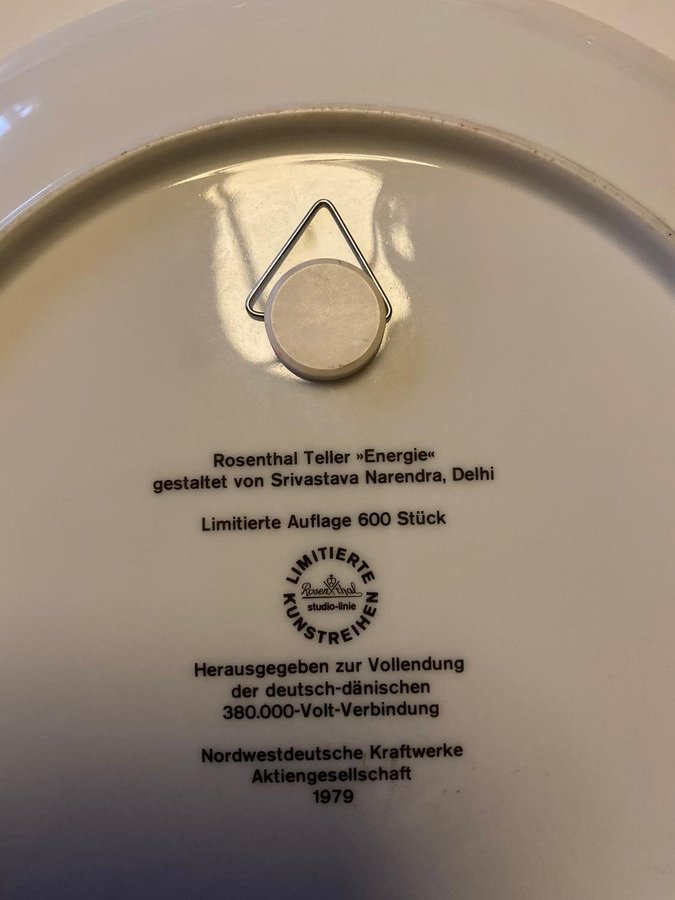 Rosenthal Teller »Energie«
gestaltet von Srivastava Narendra, Delhi
Limitierte Auflage 600 Stück
LIMITIERTE
Rosenthal
studio-linie
KUNSTREIHEN
Herausgegeben zur Vollendung
der deutsch-dänischen
380.000-Volt-Verbindung
Nordwestdeutsche Kraftwerke
Aktiengesellschaft
1979